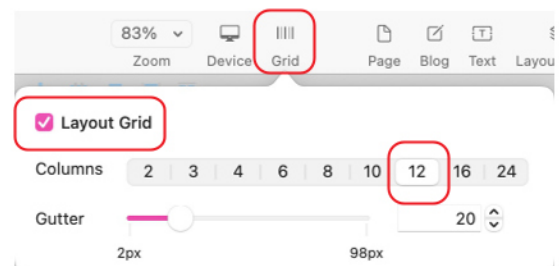 83%
Zoom Device Grid Page Blog Text Layou
Layout Grid
Columns 2 3 4 6 8 10 12 16 24
Gutter 20
2px 98px